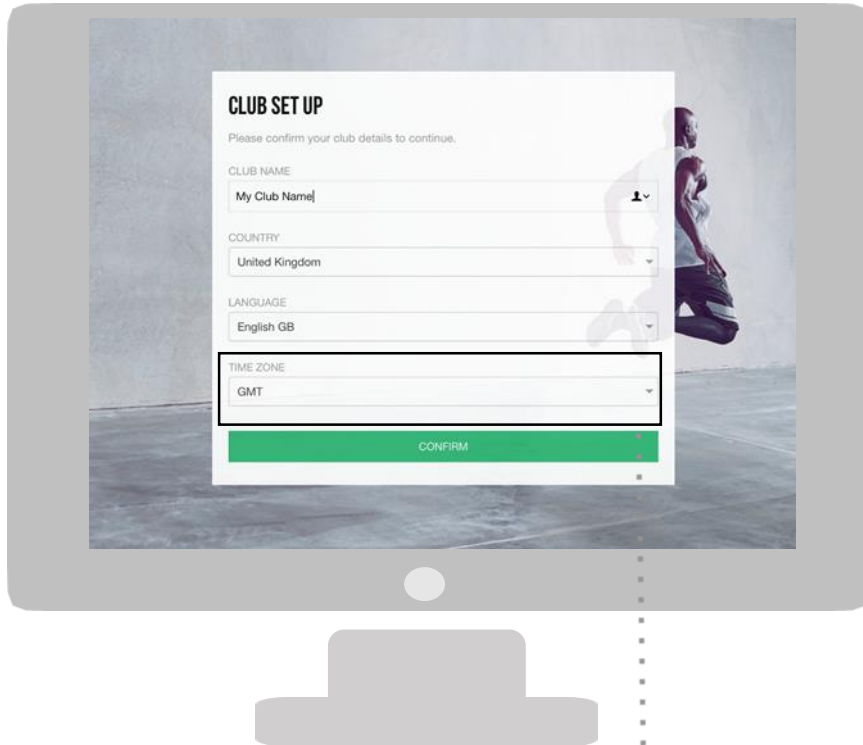 CLUB SET UP
Please confirm your club details to continue.
CLUB NAME
My Club Name
COUNTRY
United Kingdom
LANGUAGE
English GB
TIME ZONE
GMT
CONFIRM